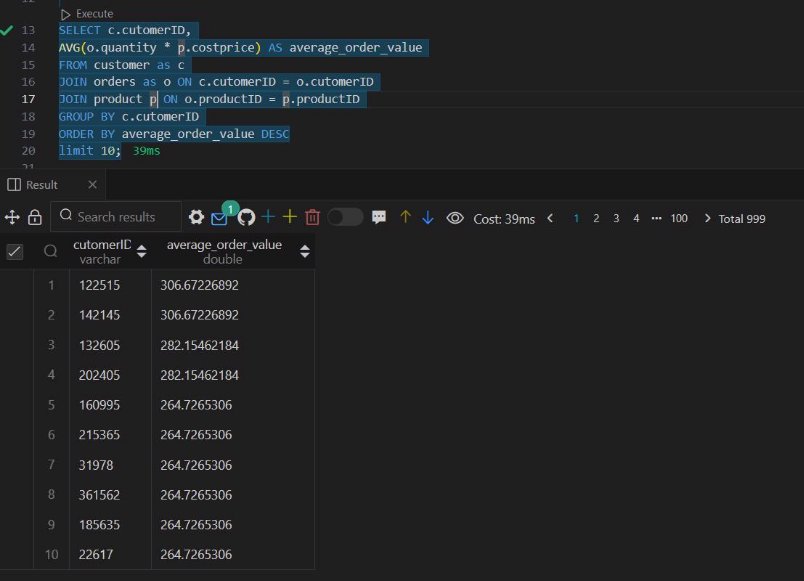 Execute
13 SELECT c.cutomerID,
14 AVG(o.quantity * p.costprice) AS average_order_value
15 FROM customer as c
16 JOIN orders as o ON c.cutomerID = o.cutomerID
17 JOIN product p ON o.productID = p.productID
18 GROUP BY c.cutomerID
19 ORDER BY average_order_value DESC
20 limit 10; 39ms
21
Result
Search results 1 Cost: 39ms 1 2 3 4 ••• 100 Total 999
cutomerID average_order_value
varchar double
1 122515 306.67226892
2 142145 306.67226892
3 132605 282.15462184
4 202405 282.15462184
5 160995 264.7265306
6 215365 264.7265306
7 31978 264.7265306
8 361562 264.7265306
9 185635 264.7265306
10 22617 264.7265306